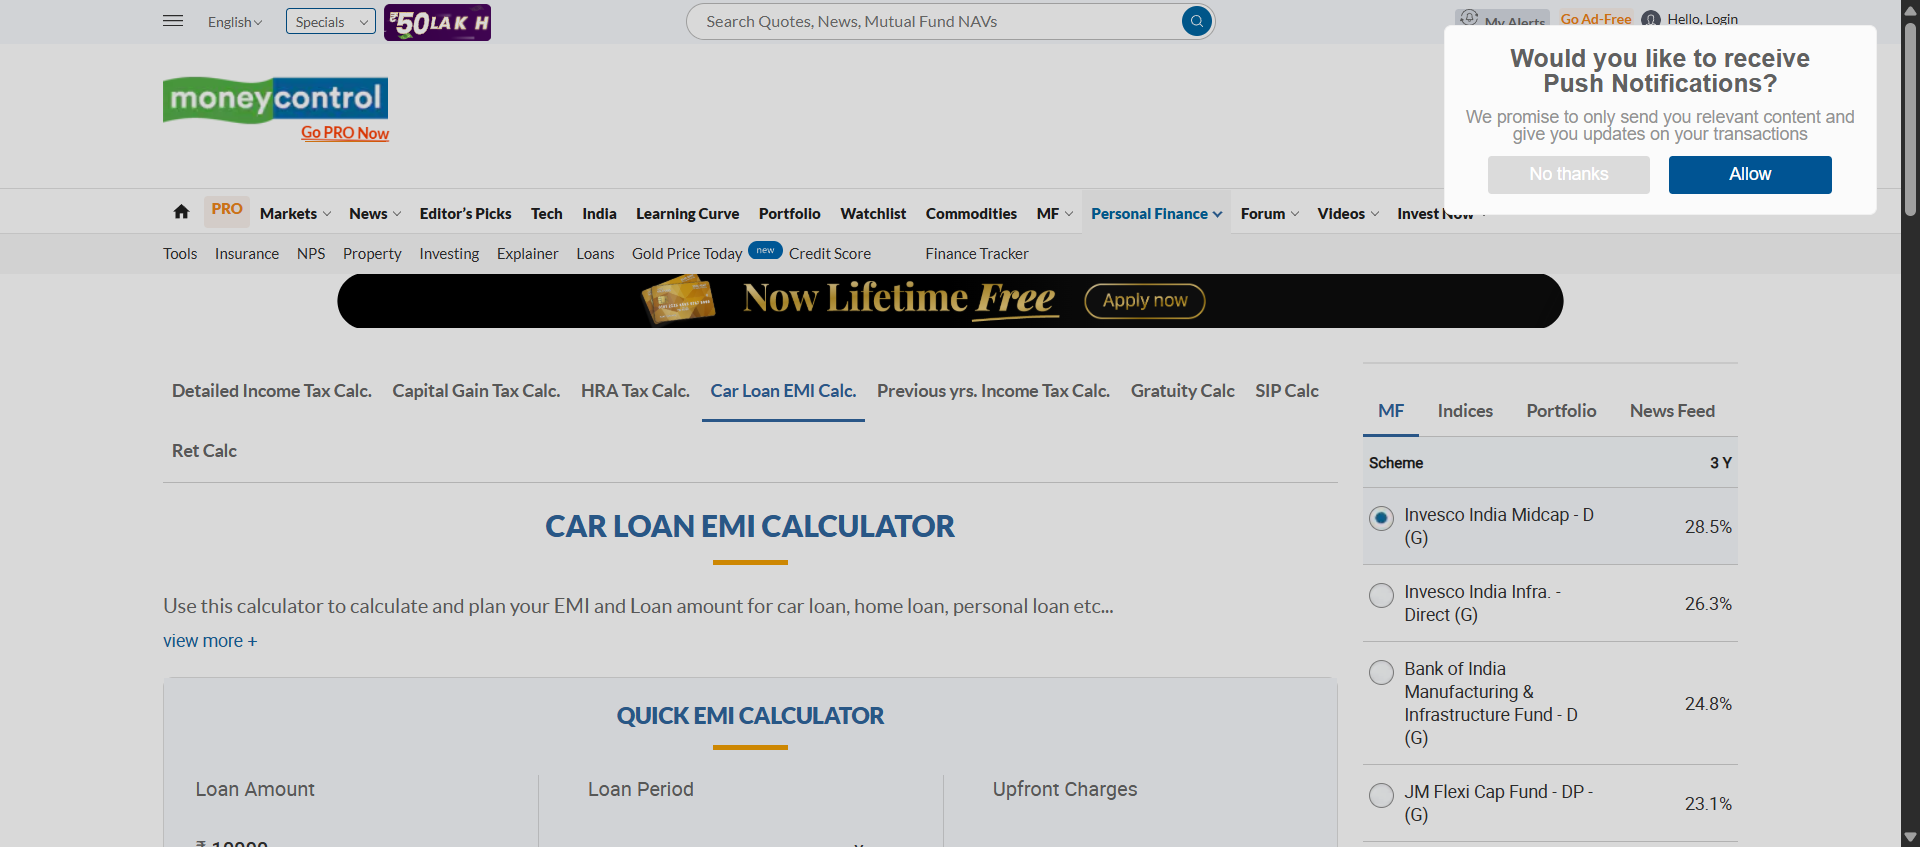 English
Specials
₹50 LAKH
Search Quotes, News, Mutual Fund NAVs
My Alerts
Go Ad-Free
Hello, Login
Would you like to receive
Push Notifications?
We promise to only send you relevant content and
give you updates on your transactions
No thanks
Allow
moneycontrol
Go PRO Now
PRO
Markets
News
Editor's Picks
Tech
India
Learning Curve
Portfolio
Watchlist
Commodities
MF
Personal Finance
Forum
Videos
Invest Now
Tools
Insurance
NPS
Property
Investing
Explainer
Loans
Gold Price Today
new
Credit Score
Finance Tracker
Now Lifetime Free
Apply now
Detailed Income Tax Calc.
Capital Gain Tax Calc.
HRA Tax Calc.
Car Loan EMI Calc.
Previous yrs. Income Tax Calc.
Gratuity Calc
SIP Calc
Ret Calc
CAR LOAN EMI CALCULATOR
Use this calculator to calculate and plan your EMI and Loan amount for car loan, home loan, personal loan etc...
view more +
QUICK EMI CALCULATOR
Loan Amount
Loan Period
Upfront Charges
₹ 10000
MF
Indices
Portfolio
News Feed
Scheme
3 Y
Invesco India Midcap - D
(G)
28.5%
Invesco India Infra. -
Direct (G)
26.3%
Bank of India
Manufacturing &
Infrastructure Fund - D
(G)
24.8%
JM Flexi Cap Fund - DP -
(G)
23.1%